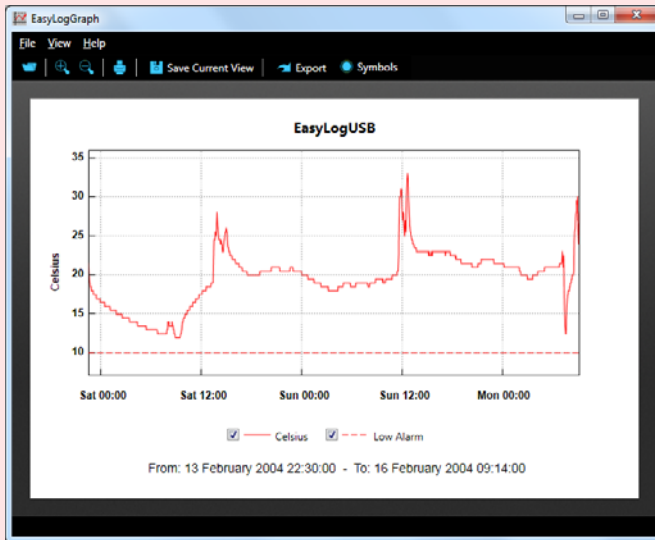 EasyLogGraph
File View Help
Save Current View Export Symbols
EasyLogUSB
35
30
25
20
15
10
Celsius
Sat 00:00 Sat 12:00 Sun 00:00 Sun 12:00 Mon 00:00
Celsius Low Alarm
From: 13 February 2004 22:30:00 - To: 16 February 2004 09:14:00